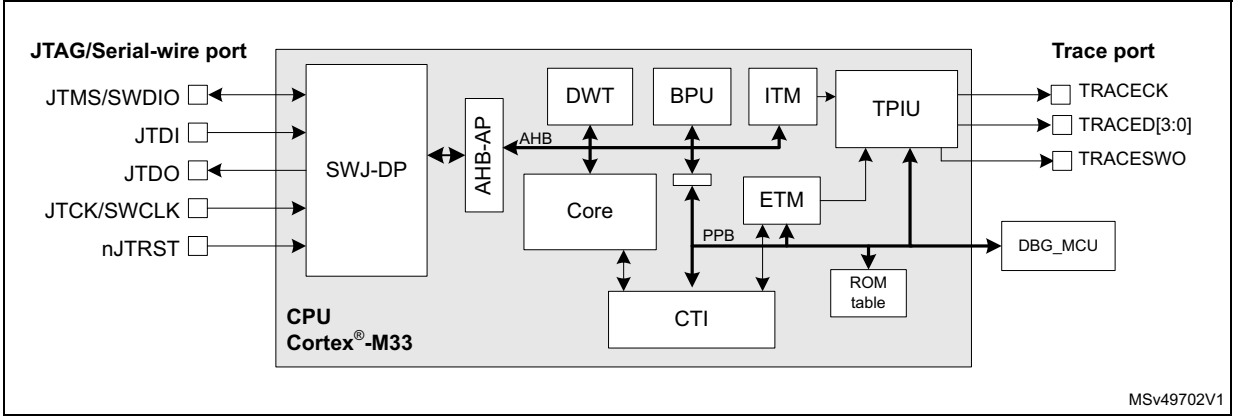 JTAG/Serial-wire port
Trace port
JTMS/SWDIO
JTDI
JTDO
JTCK/SWCLK
nJTRST
SWJ-DP
AHB-AP
AHB
DWT
BPU
ITM
TPIU
TRACECK
TRACED[3:0]
TRACESWO
Core
ETM
PPB
DBG_MCU
ROM
table
CTI
CPU
Cortex®-M33
MSv49702V1